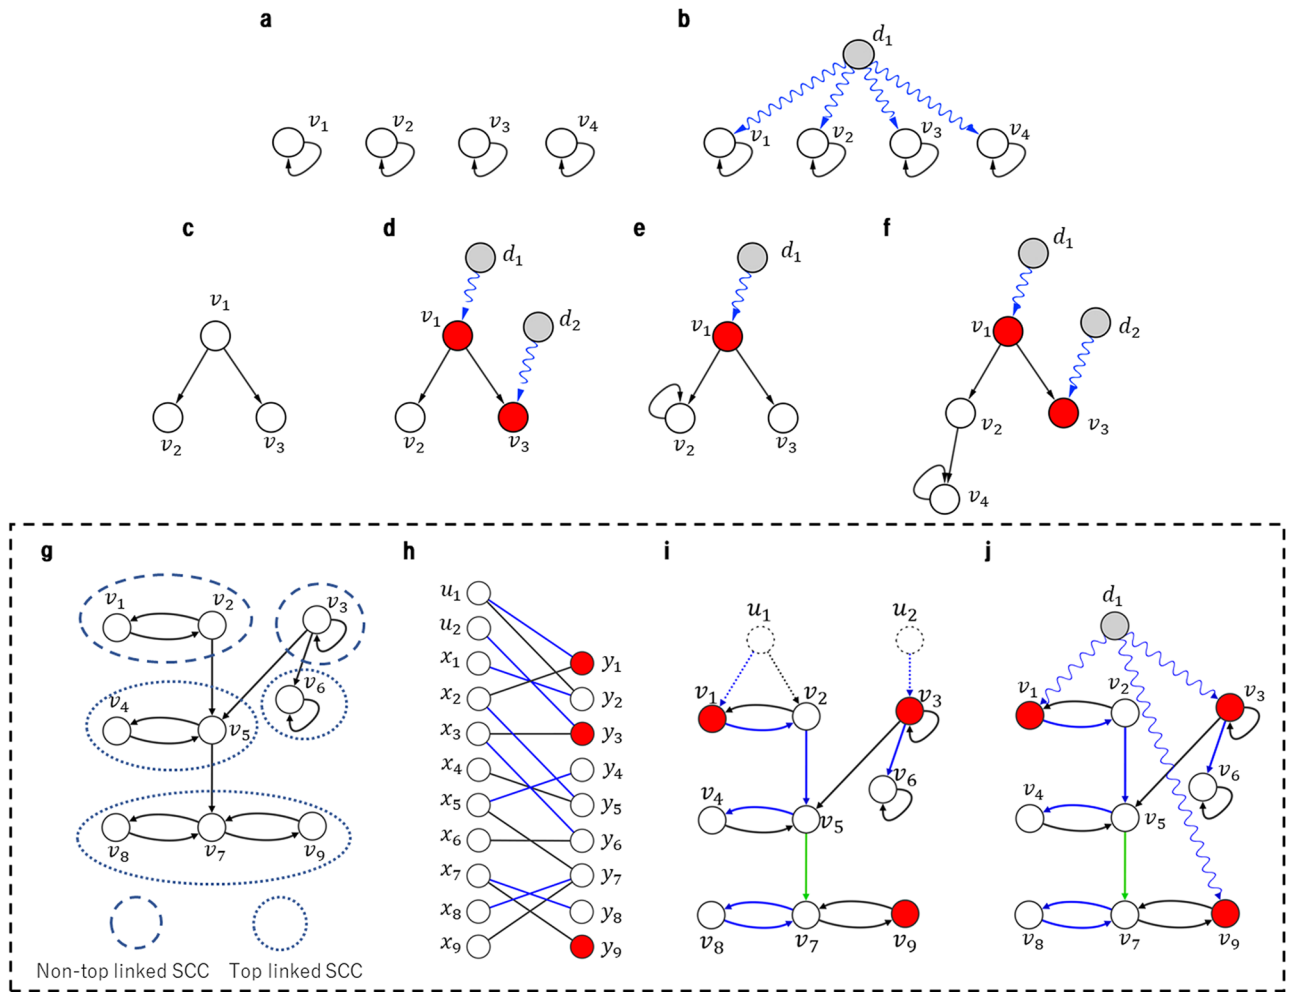 a
b
d₁
v₁ v₂ v₃ v₄
v₁ v₂ v₃ v₄
c
d
e
f
v₁
v₂ v₃
d₁
v₁ d₂
v₂ v₃
d₁
v₁
v₂ v₃
d₁
v₁ d₂
v₂ v₃
v₄
g
v₁ v₂ v₃
v₄ v₅ v₆
v₈ v₇ v₉
Non-top linked SCC Top linked SCC
h
u₁
u₂
x₁
x₂
x₃
x₄
x₅
x₆
x₇
x₈
x₉
y₁
y₂
y₃
y₄
y₅
y₆
y₇
y₈
y₉
i
u₁ u₂
v₁ v₂ v₃
v₄ v₅ v₆
v₈ v₇ v₉
j
d₁
v₁ v₂ v₃
v₄ v₅ v₆
v₈ v₇ v₉